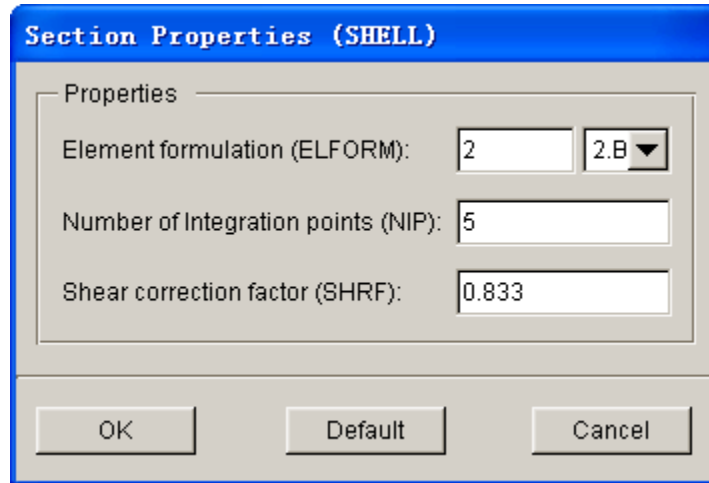 Section Properties (SHELL)
Properties
Element formulation (ELFORM): 2 2.B
Number of Integration points (NIP): 5
Shear correction factor (SHRF): 0.833
OK Default Cancel